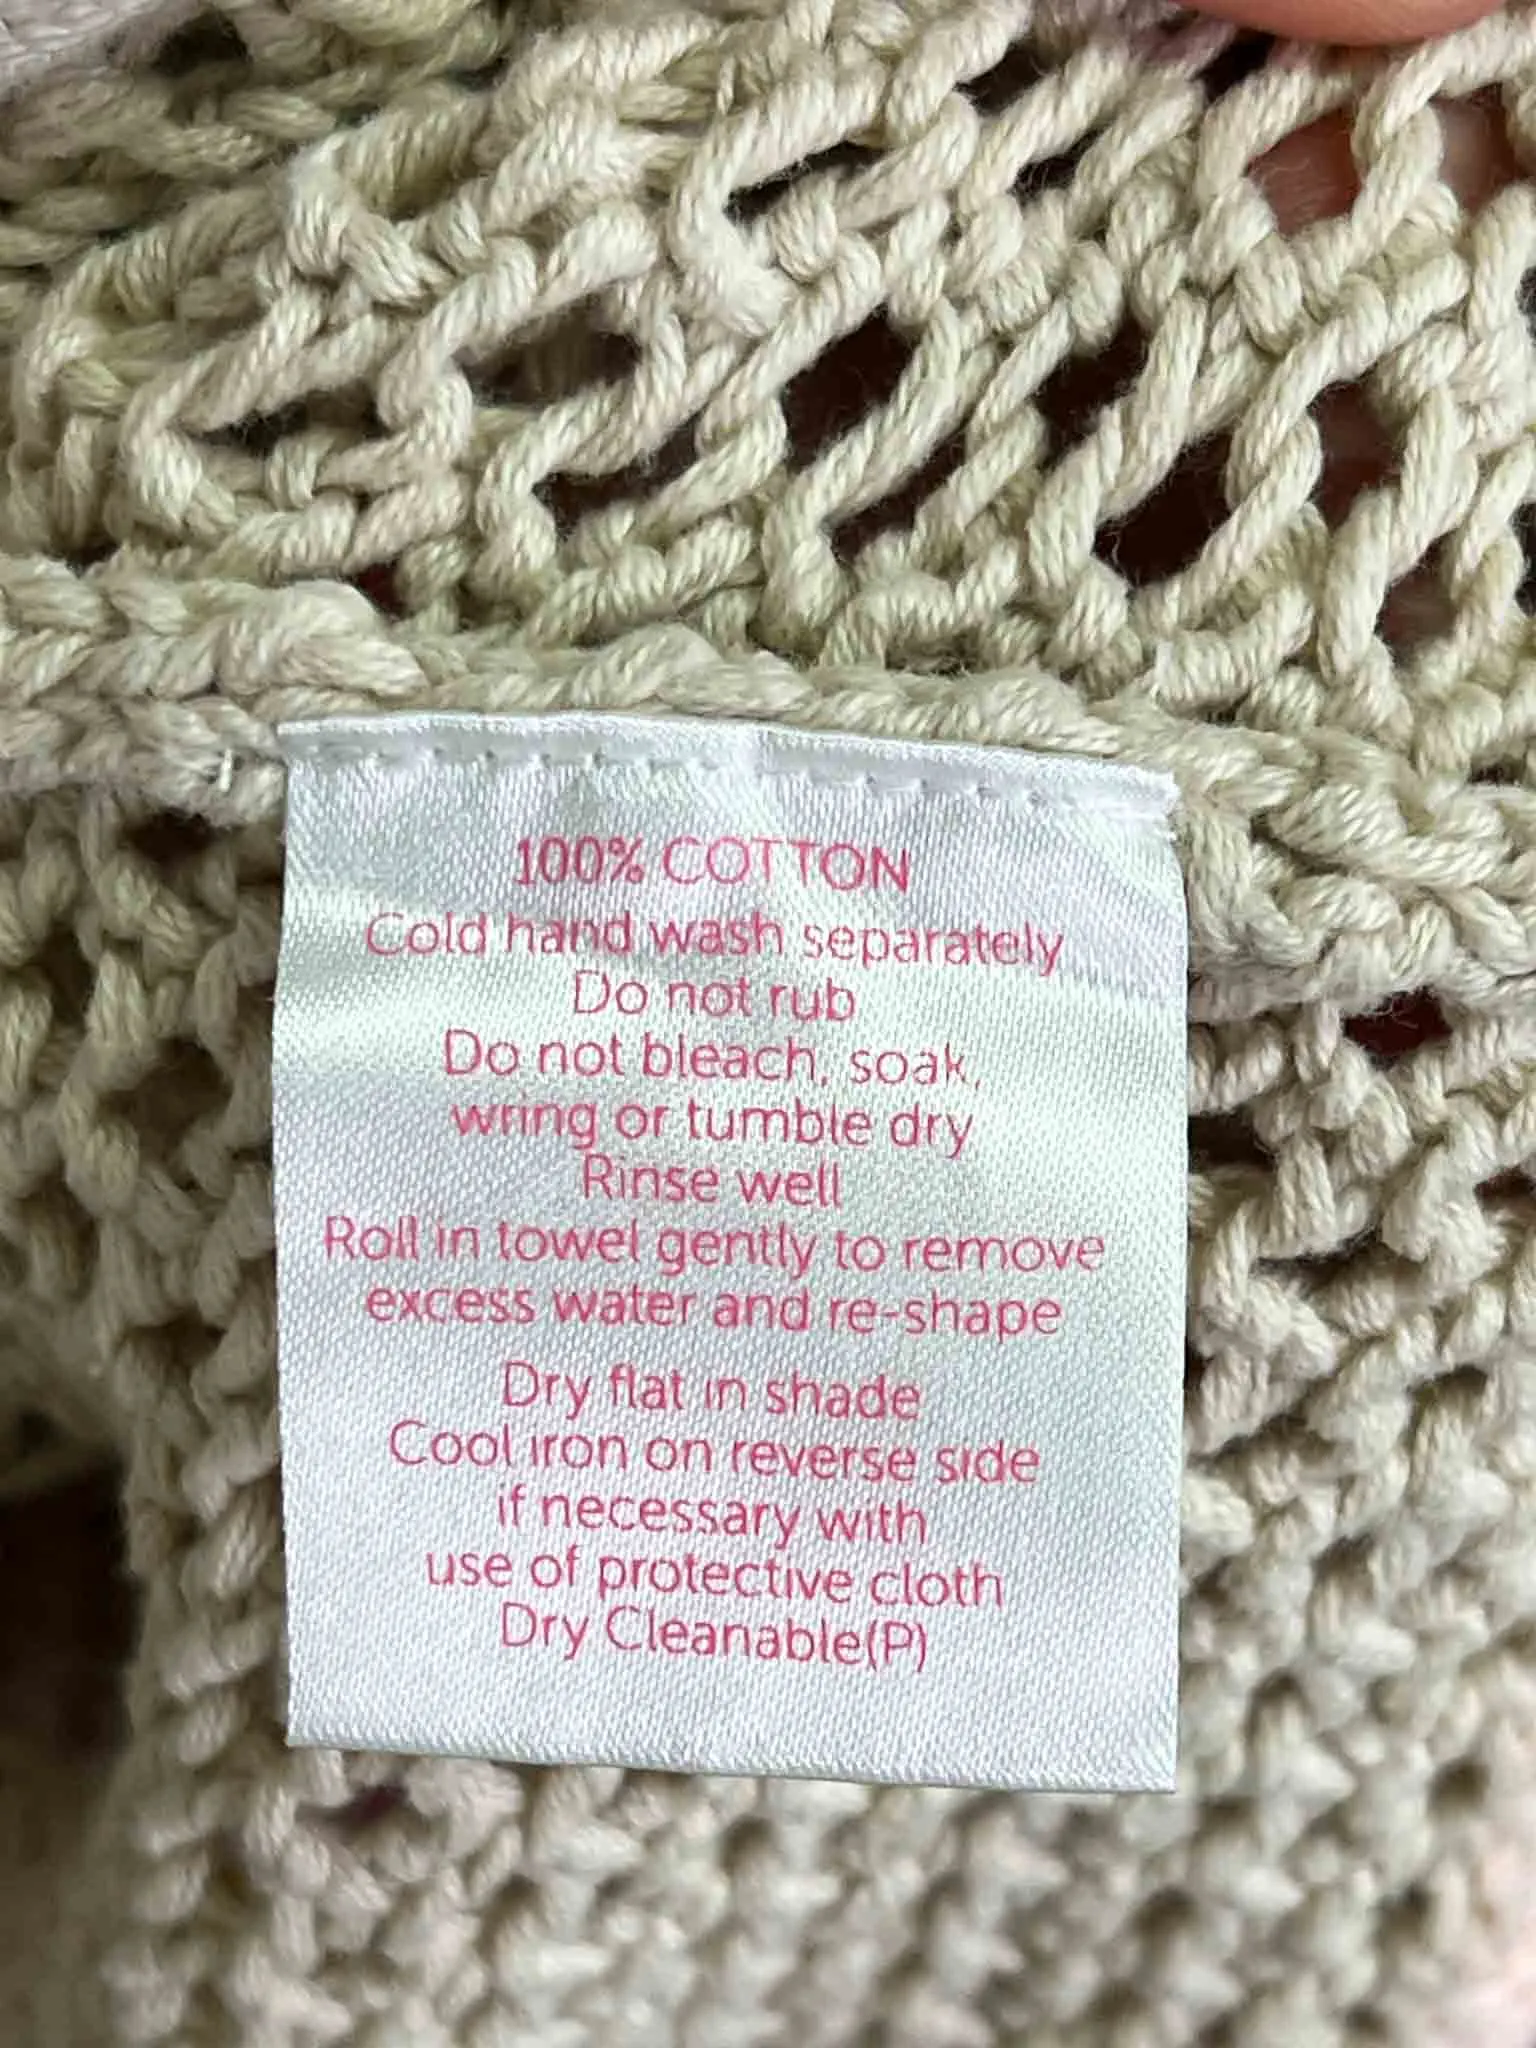 100% COTTON
Cold hand wash separately
Do not rub
Do not bleach, soak,
wring or tumble dry
Rinse well
Roll in towel gently to remove
excess water and re-shape
Dry flat in shade
Cool iron on reverse side
if necessary with
use of protective cloth
Dry Cleanable(P)